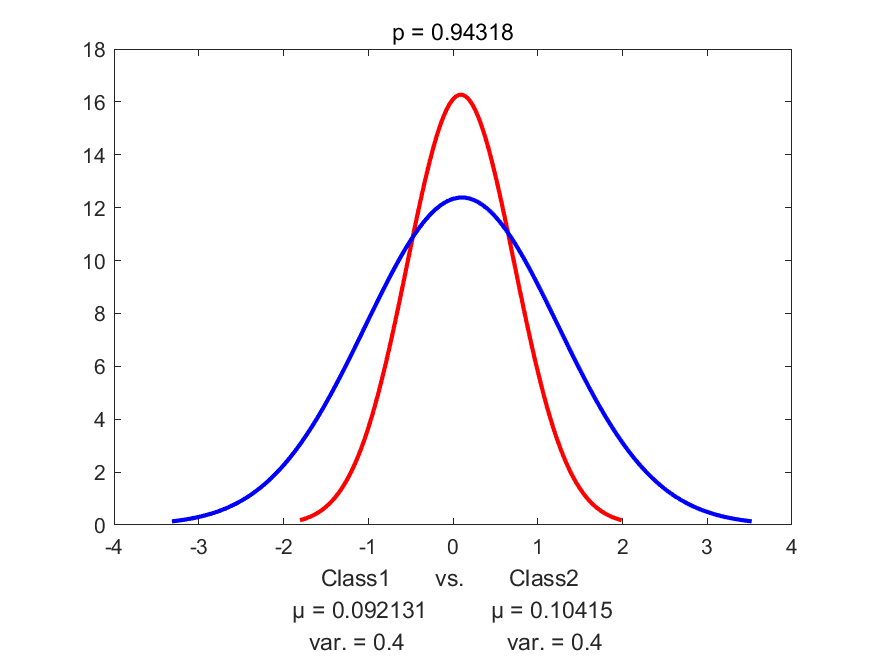 p = 0.94318
18
16
14
12
10
8
6
4
2
0
-4 -3 -2 -1 0 1 2 3 4
Class1 vs. Class2
μ = 0.092131 μ = 0.10415
var. = 0.4 var. = 0.4